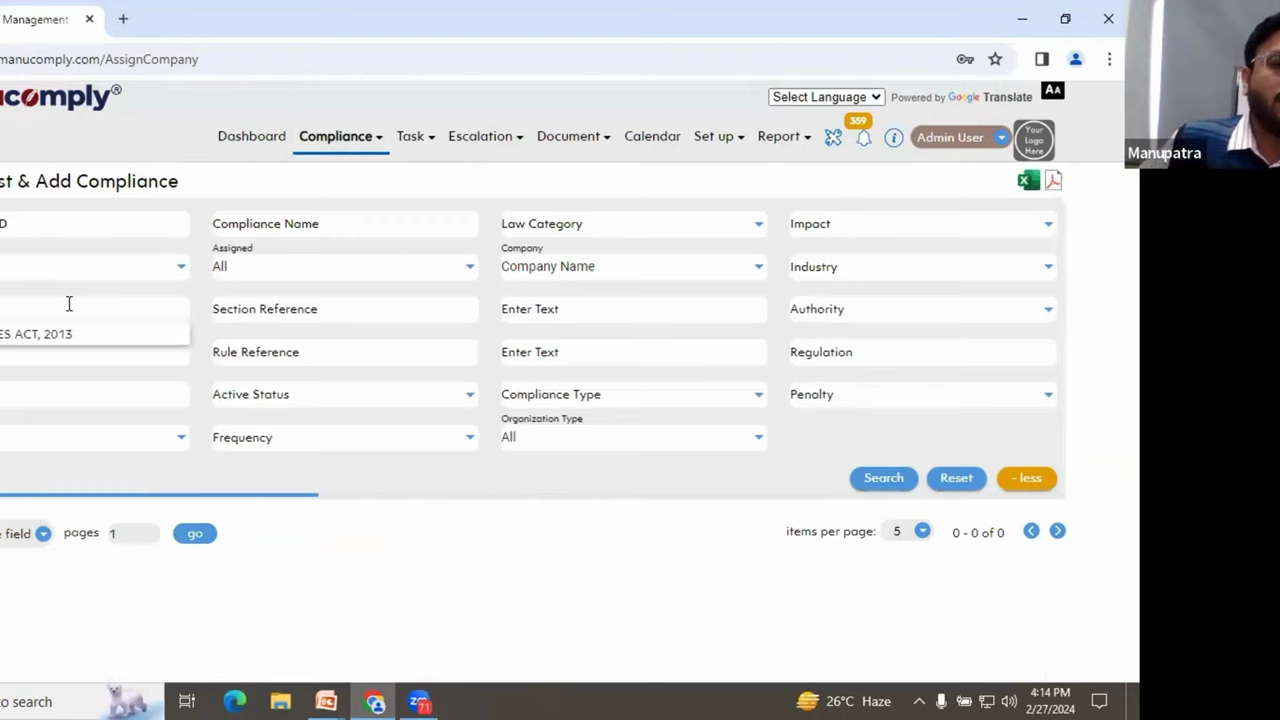 Management
manucomply.com/AssignCompany
ucomply®
Select Language
Powered by Google Translate
AA
Dashboard Compliance Task Escalation Document Calendar Set up Report
359
Admin User
Your Logo Here
Manupatra
st & Add Compliance
D
Compliance Name
Law Category
Impact
Assigned
All
Company
Company Name
Industry
Section Reference
Enter Text
Authority
ES ACT, 2013
Rule Reference
Enter Text
Regulation
Active Status
Compliance Type
Penalty
Frequency
Organization Type
All
Search
Reset
- less
e field
pages 1
go
items per page: 5
0 - 0 of 0
to search
71
26°C Haze
4:14 PM
2/27/2024